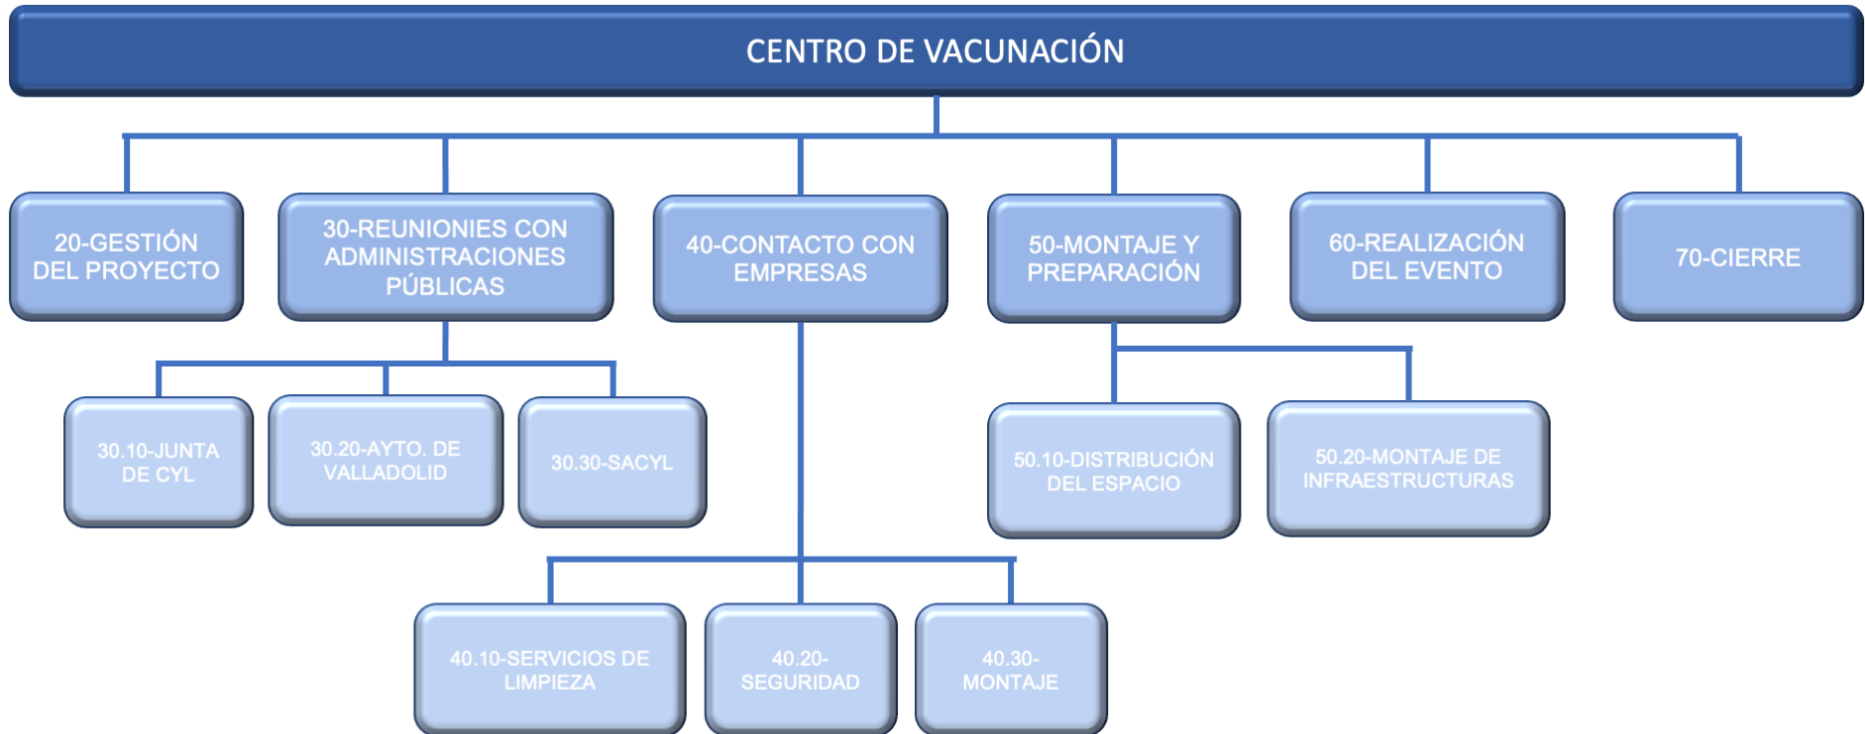 CENTRO DE VACUNACIÓN
20-GESTIÓN
DEL PROYECTO
30-REUNIONIES CON
ADMINISTRACIONES
PÚBLICAS
40-CONTACTO CON
EMPRESAS
50-MONTAJE Y
PREPARACIÓN
60-REALIZACIÓN
DEL EVENTO
70-CIERRE
30.10-JUNTA
DE CYL
30.20-AYTO. DE
VALLADOLID
30.30-SACYL
50.10-DISTRIBUCIÓN
DEL ESPACIO
50.20-MONTAJE DE
INFRAESTRUCTURAS
40.10-SERVICIOS DE
LIMPIEZA
40.20-
SEGURIDAD
40.30-
MONTAJE